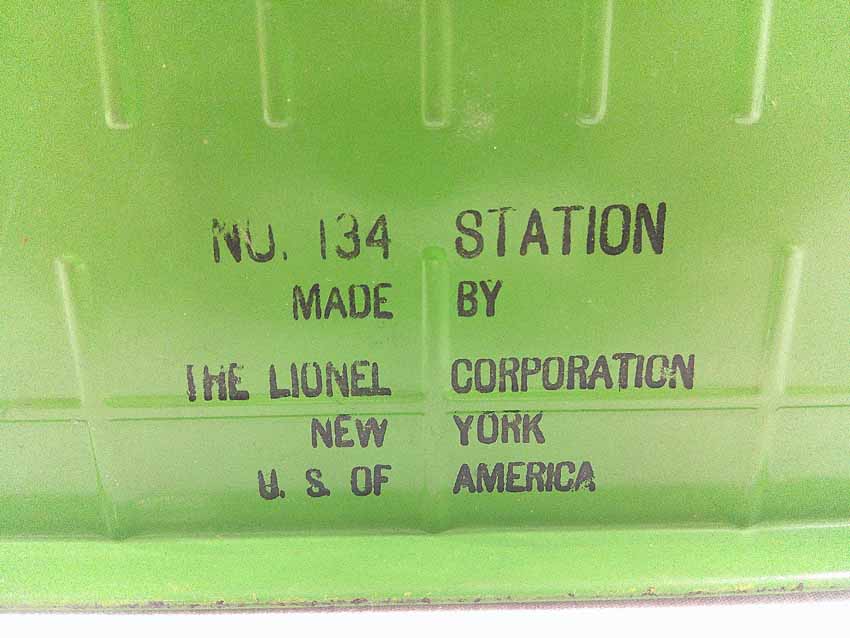 NO. 134 STATION
MADE BY
THE LIONEL CORPORATION
NEW YORK
U. S. OF AMERICA